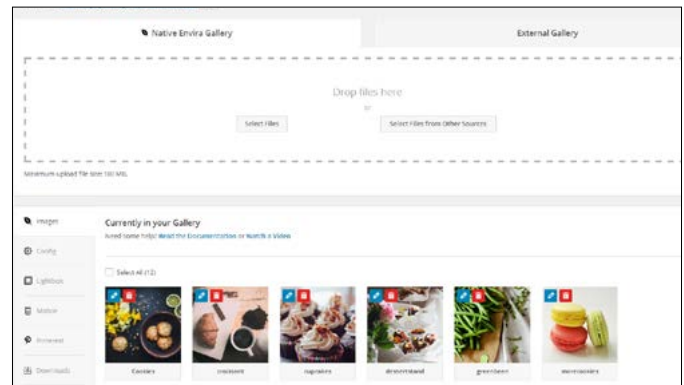 Native Envira Gallery
External Gallery
Drop files here
or
Select Files
Select Files from Other Sources
Maximum upload file size: 100 MB.
Images
Currently in your Gallery
Need some help? Read the Documentation or Watch a Video
Config
Select All (12)
Lightbox
Mobile
Pinterest
Downloads
Cookies
croissant
cupcakes
dessertstand
greenbeen